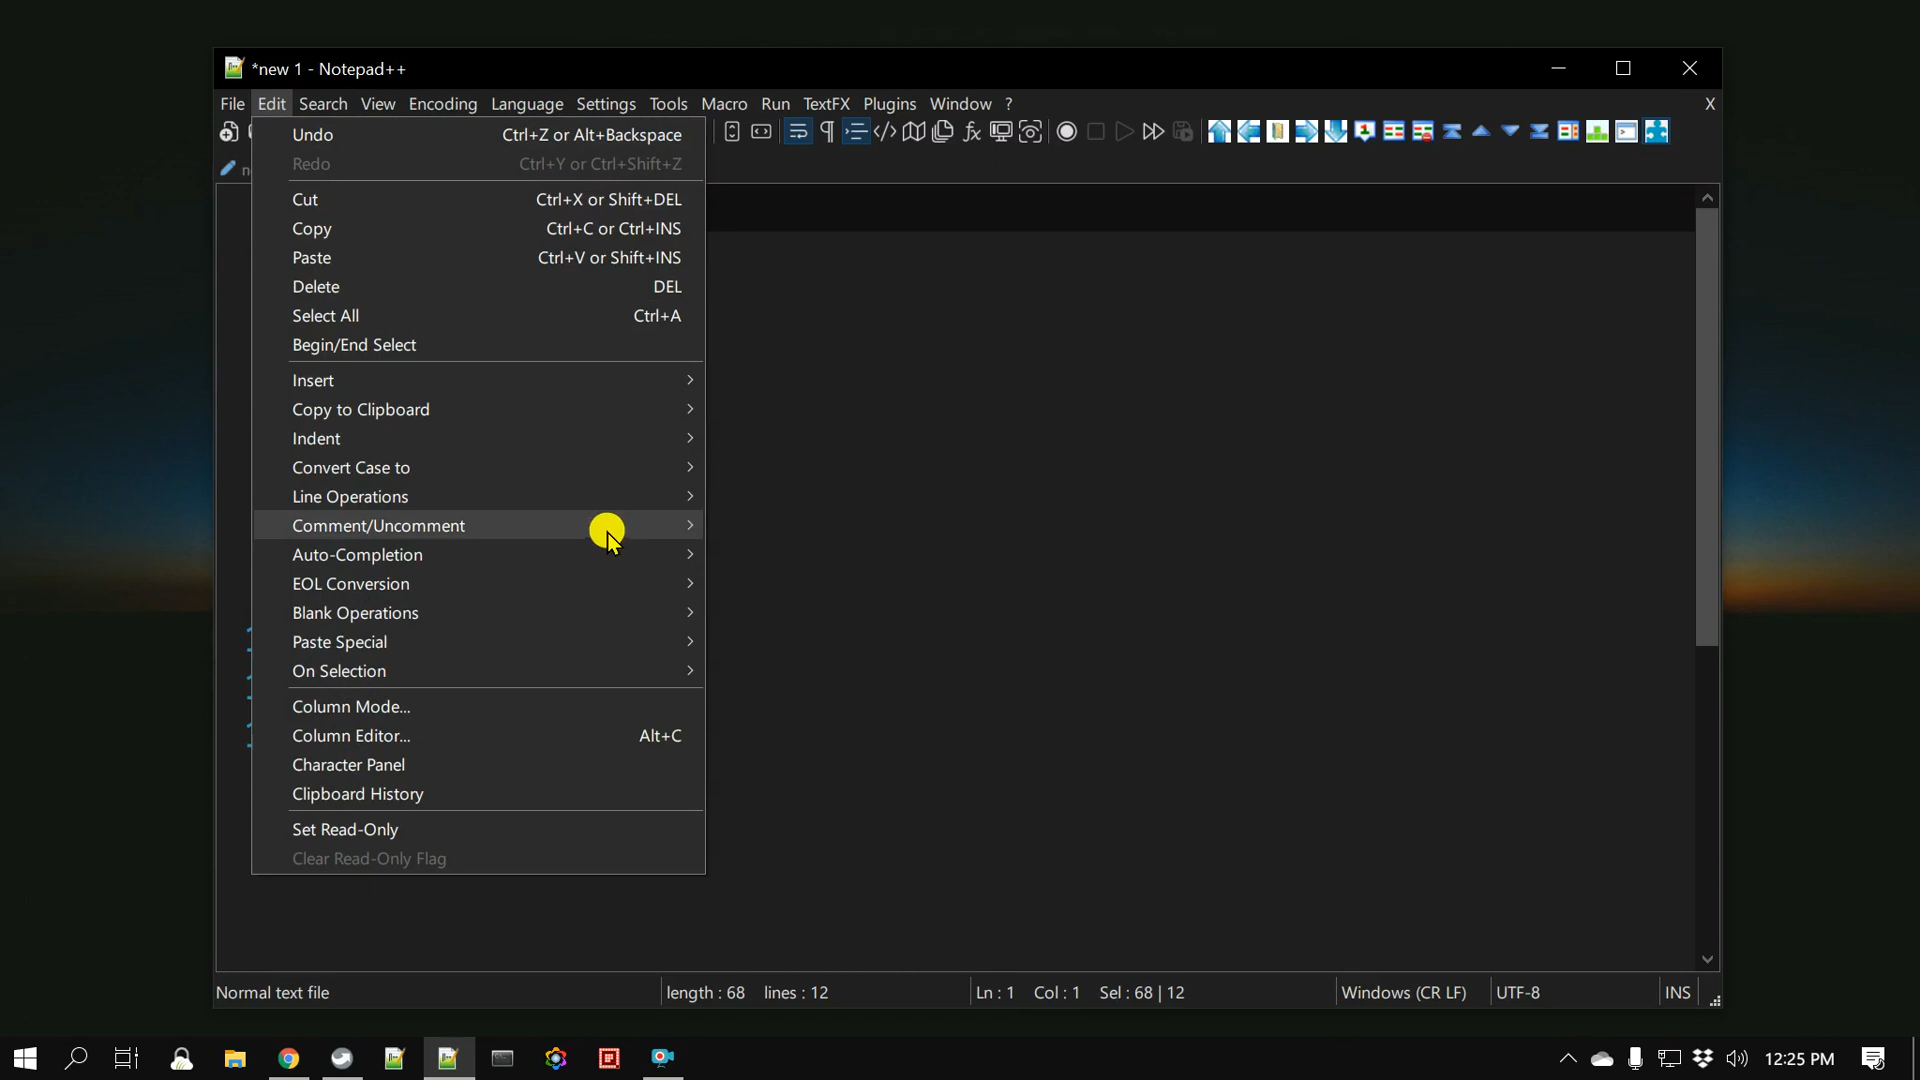 *new 1 - Notepad++
File Edit Search View Encoding Language Settings Tools Macro Run TextFX Plugins Window ? X
Undo Ctrl+Z or Alt+Backspace
Redo Ctrl+Y or Ctrl+Shift+Z
Cut Ctrl+X or Shift+DEL
Copy Ctrl+C or Ctrl+INS
Paste Ctrl+V or Shift+INS
Delete DEL
Select All Ctrl+A
Begin/End Select
Insert
Copy to Clipboard
Indent
Convert Case to
Line Operations
Comment/Uncomment
Auto-Completion
EOL Conversion
Blank Operations
Paste Special
On Selection
Column Mode...
Column Editor... Alt+C
Character Panel
Clipboard History
Set Read-Only
Clear Read-Only Flag
Normal text file length : 68 lines : 12 Ln : 1 Col : 1 Sel : 68 | 12 Windows (CR LF) UTF-8 INS
12:25 PM